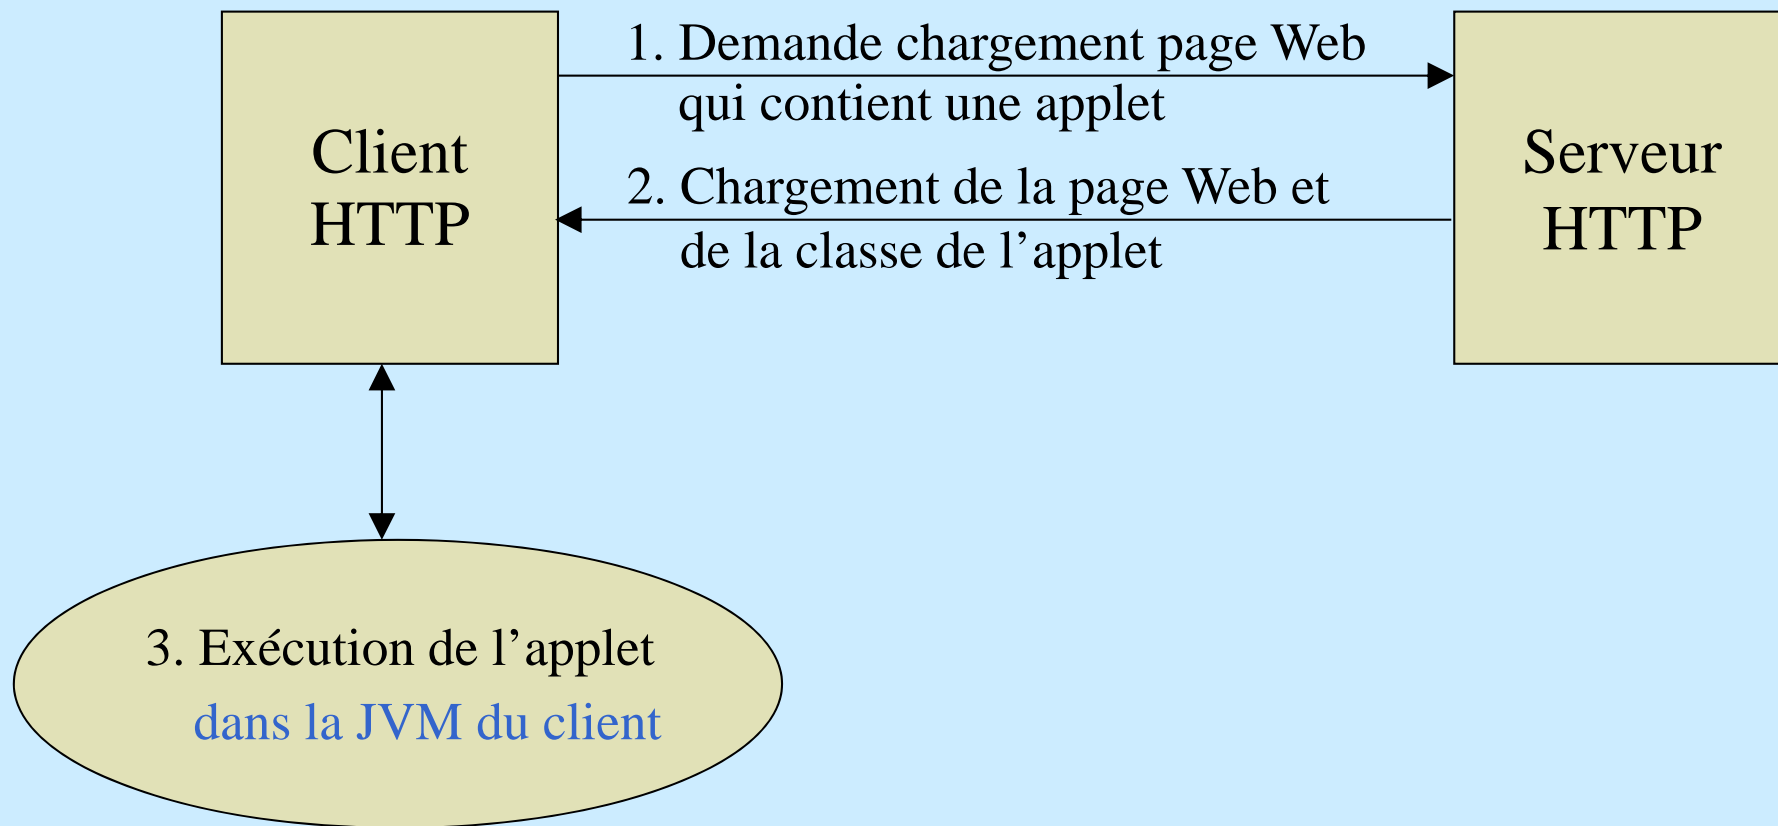 Client
HTTP
1. Demande chargement page Web
qui contient une applet
2. Chargement de la page Web et
de la classe de l’applet
Serveur
HTTP
3. Exécution de l’applet
dans la JVM du client